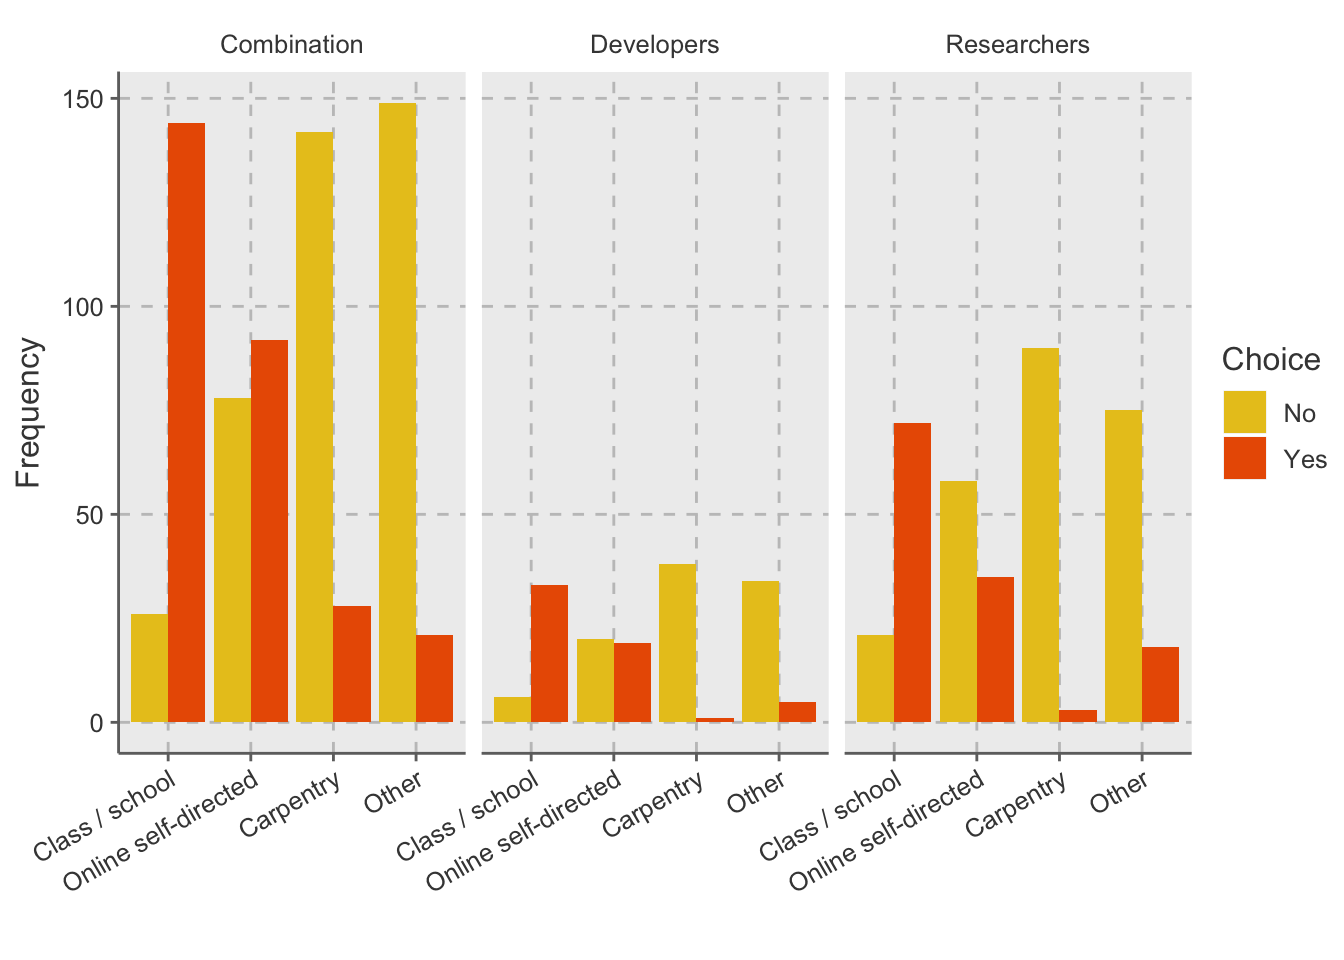 Combination
Developers
Researchers
150
100
50
0
Frequency
Class / school
Online self-directed
Carpentry
Other
Class / school
Online self-directed
Carpentry
Other
Class / school
Online self-directed
Carpentry
Other
Choice
No
Yes